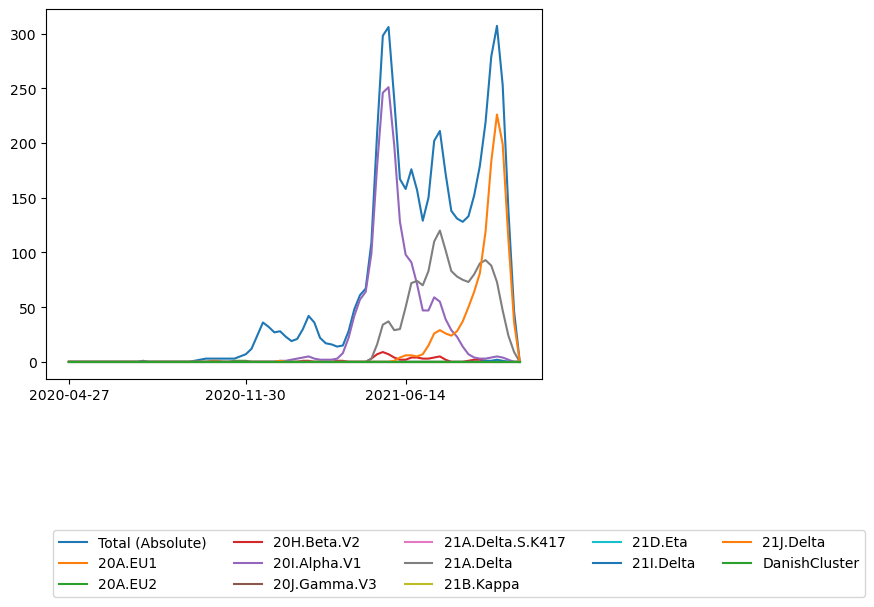 300
250
200
150
100
50
0
2020-04-27 2020-11-30 2021-06-14
Total (Absolute) 20H.Beta.V2 21A.Delta.S.K417 21D.Eta 21J.Delta
20A.EU1 20I.Alpha.V1 21A.Delta 21I.Delta DanishCluster
20A.EU2 20J.Gamma.V3 21B.Kappa